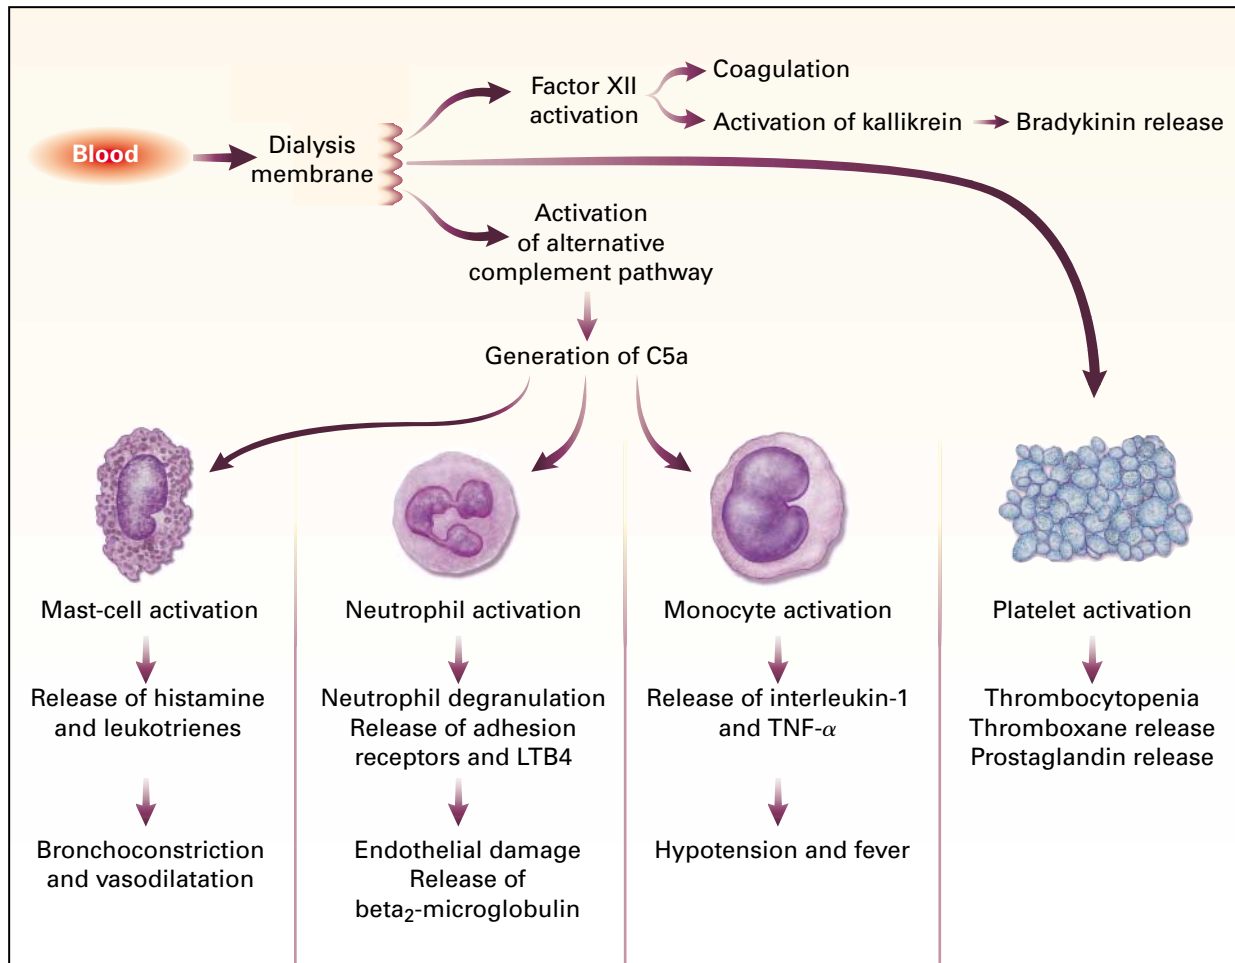 Blood
Dialysis
membrane
Factor XII
activation
Coagulation
Activation of kallikrein
Bradykinin release
Activation
of alternative
complement pathway
Generation of C5a
Mast-cell activation
Release of histamine
and leukotrienes
Bronchoconstriction
and vasodilatation
Neutrophil activation
Neutrophil degranulation
Release of adhesion
receptors and LTB4
Endothelial damage
Release of
beta₂-microglobulin
Monocyte activation
Release of interleukin-1
and TNF-α
Hypotension and fever
Platelet activation
Thrombocytopenia
Thromboxane release
Prostaglandin release